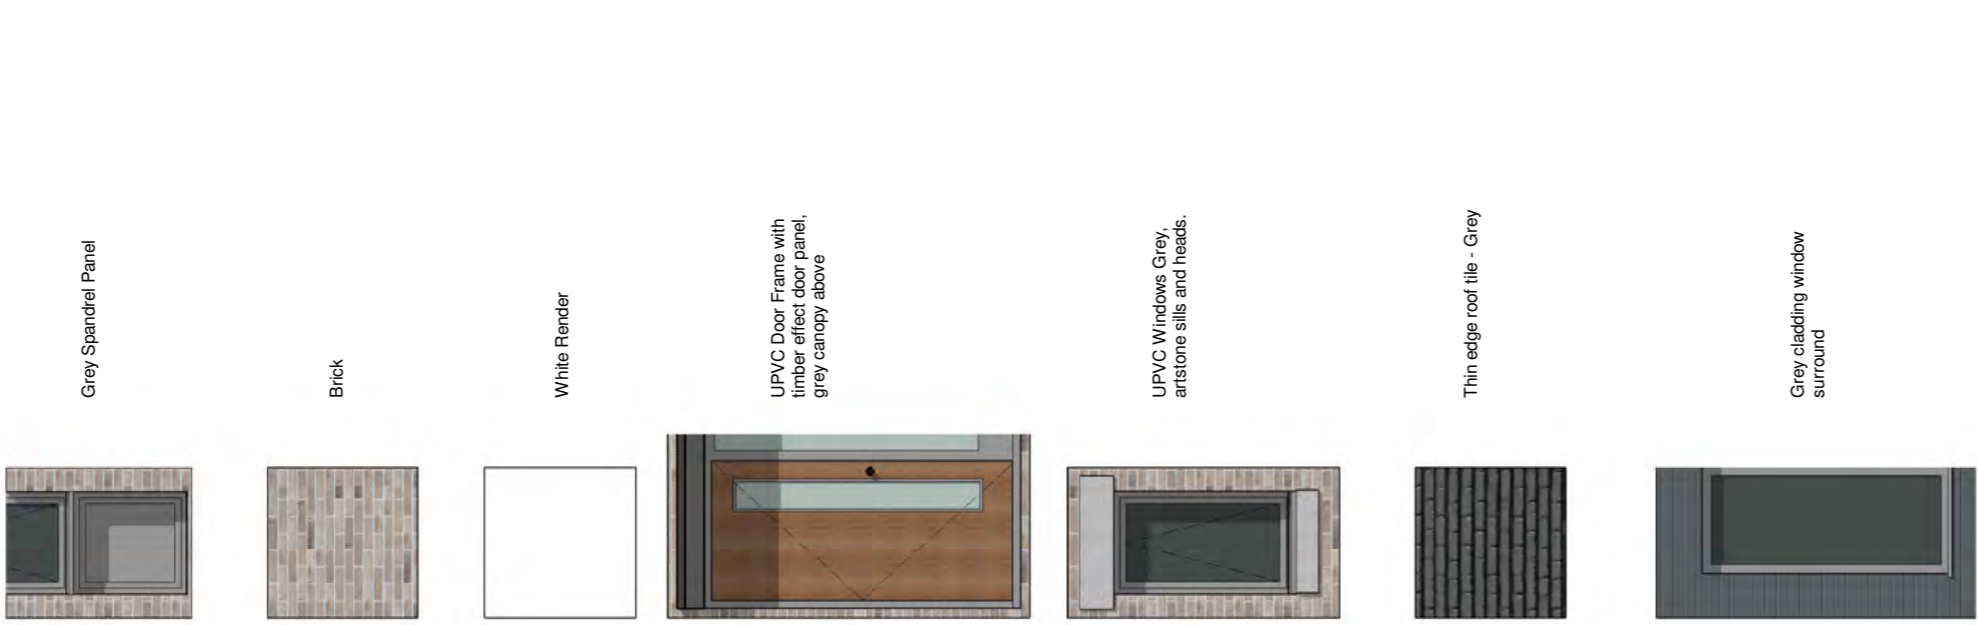 Grey Spandrel Panel
Brick
White Render
UPVC Door Frame with
timber effect door panel,
grey canopy above
UPVC Windows Grey,
artstone sills and heads.
Thin edge roof tile - Grey
Grey cladding window
surround